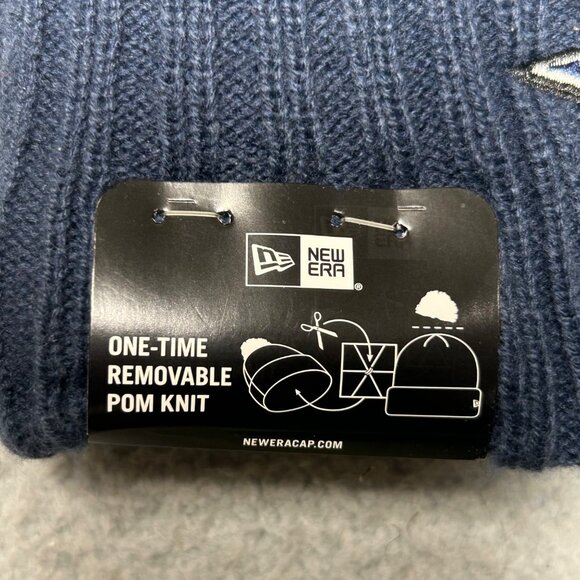 NEW
ERA
®
ONE-TIME
REMOVABLE
POM KNIT
NEWERACAP.COM